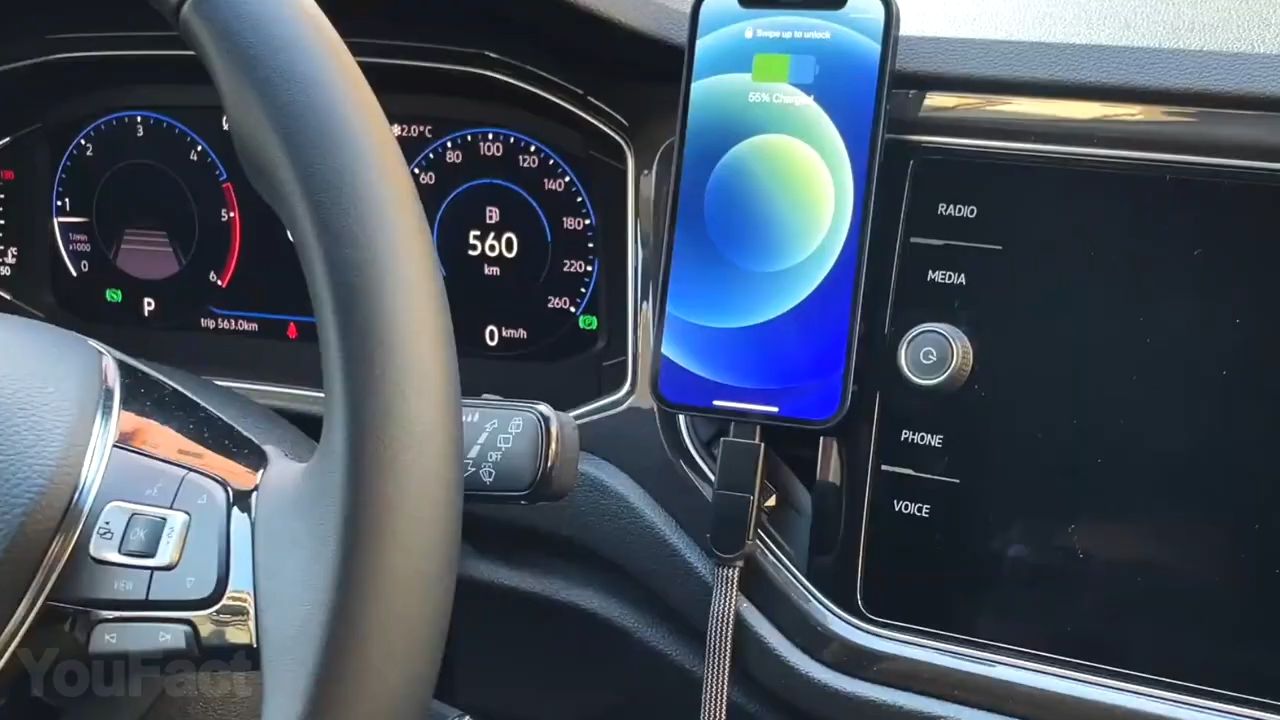 Swipe up to unlock
55% Charged
2.0°C
1
2
3
4
5
6
0
1/min
x1000
P
trip 563.0km
60
80
100
120
140
180
220
260
560
km
0 km/h
130
50
RADIO
MEDIA
PHONE
VOICE
OFF
OK
VIEW
YouFact